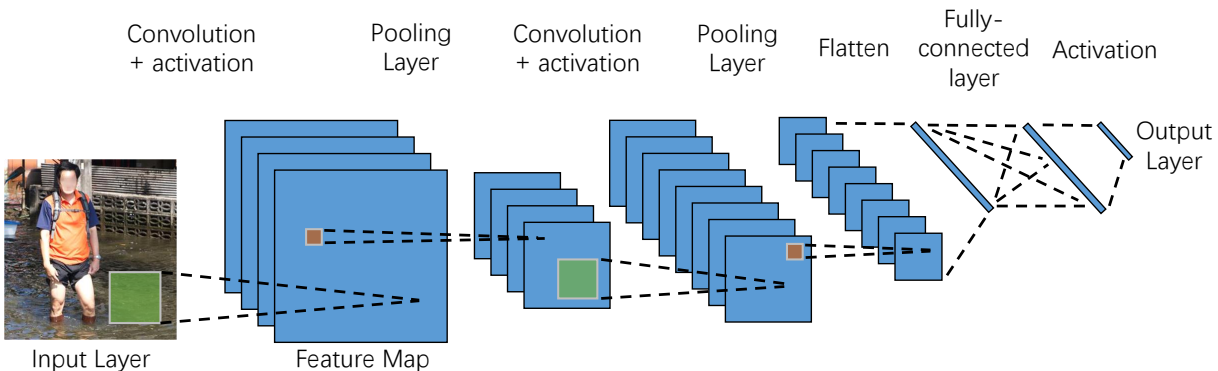 Convolution
+ activation
Pooling
Layer
Convolution
+ activation
Pooling
Layer
Flatten
Fully-
connected
layer
Activation
Output
Layer
Input Layer
Feature Map